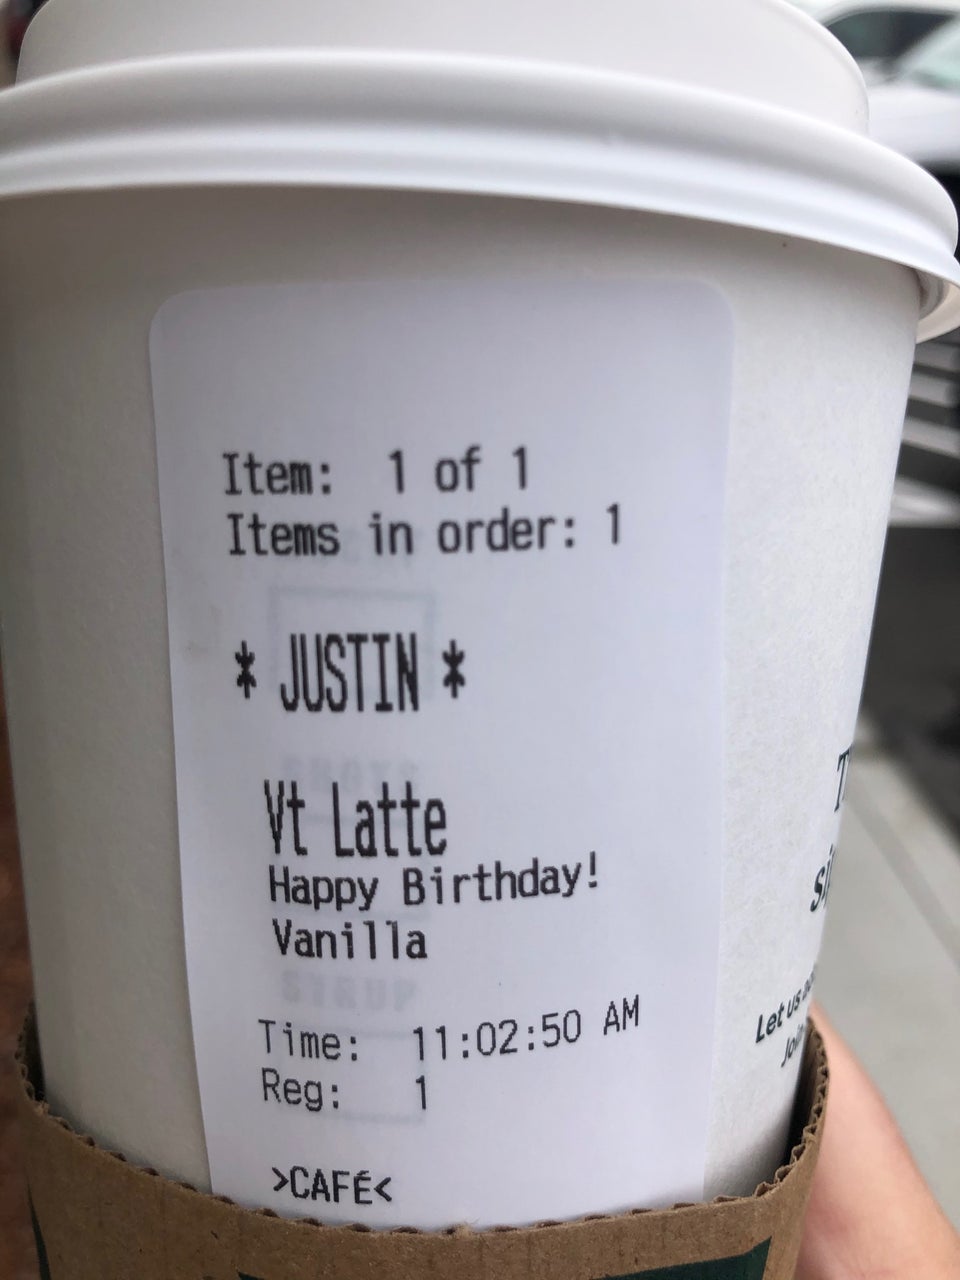 Item: 1 of 1
Items in order: 1
* JUSTIN *
Vt Latte
Happy Birthday!
Vanilla
Time: 11:02:50 AM
Reg: 1
>CAFÉ<
Let us